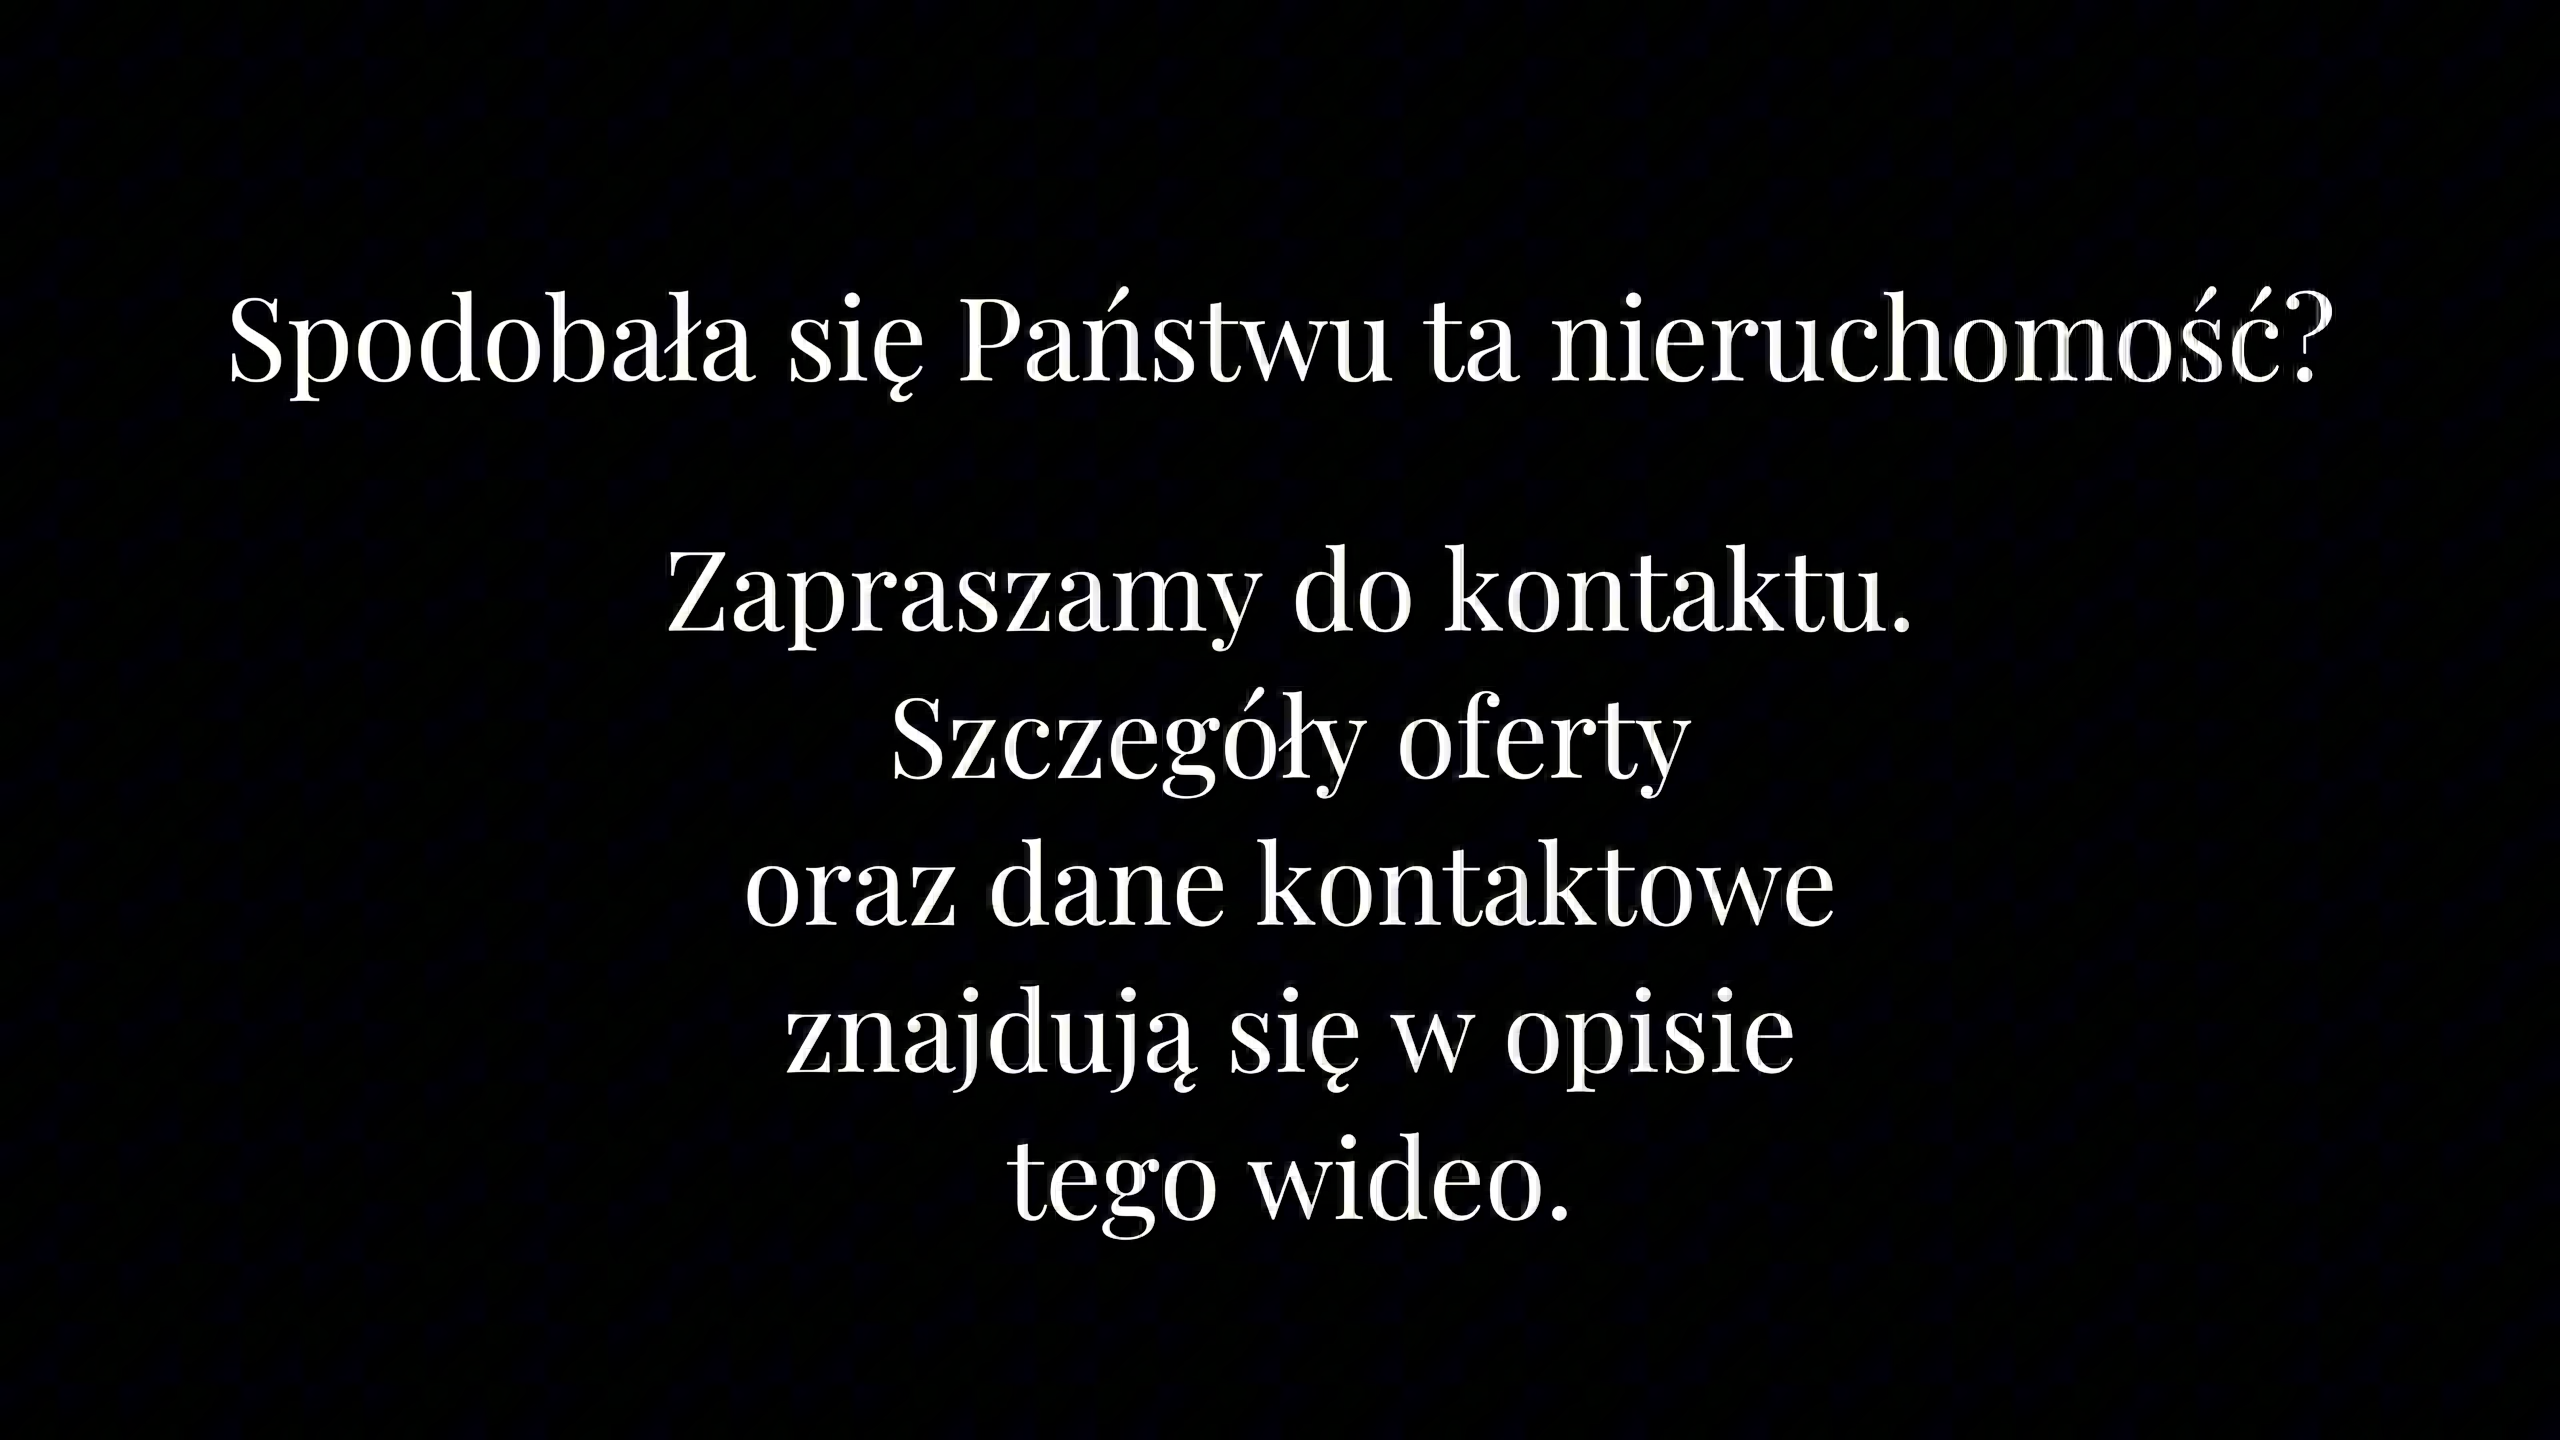 Spodobała się Państwu ta nieruchomość?
Zapraszamy do kontaktu.
Szczegóły oferty
oraz dane kontaktowe
znajdują się w opisie
tego wideo.